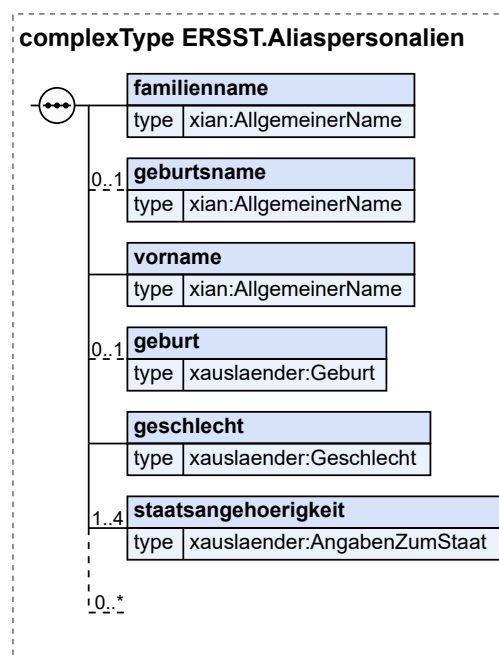 complexType ERSST.Aliaspersonalien
familienname
type xian:AllgemeinerName
0..1 geburtsname
type xian:AllgemeinerName
vorname
type xian:AllgemeinerName
0..1 geburt
type xauslaender:Geburt
geschlecht
type xauslaender:Geschlecht
1..4 staatsangehoerigkeit
type xauslaender:AngabenZumStaat
0..*